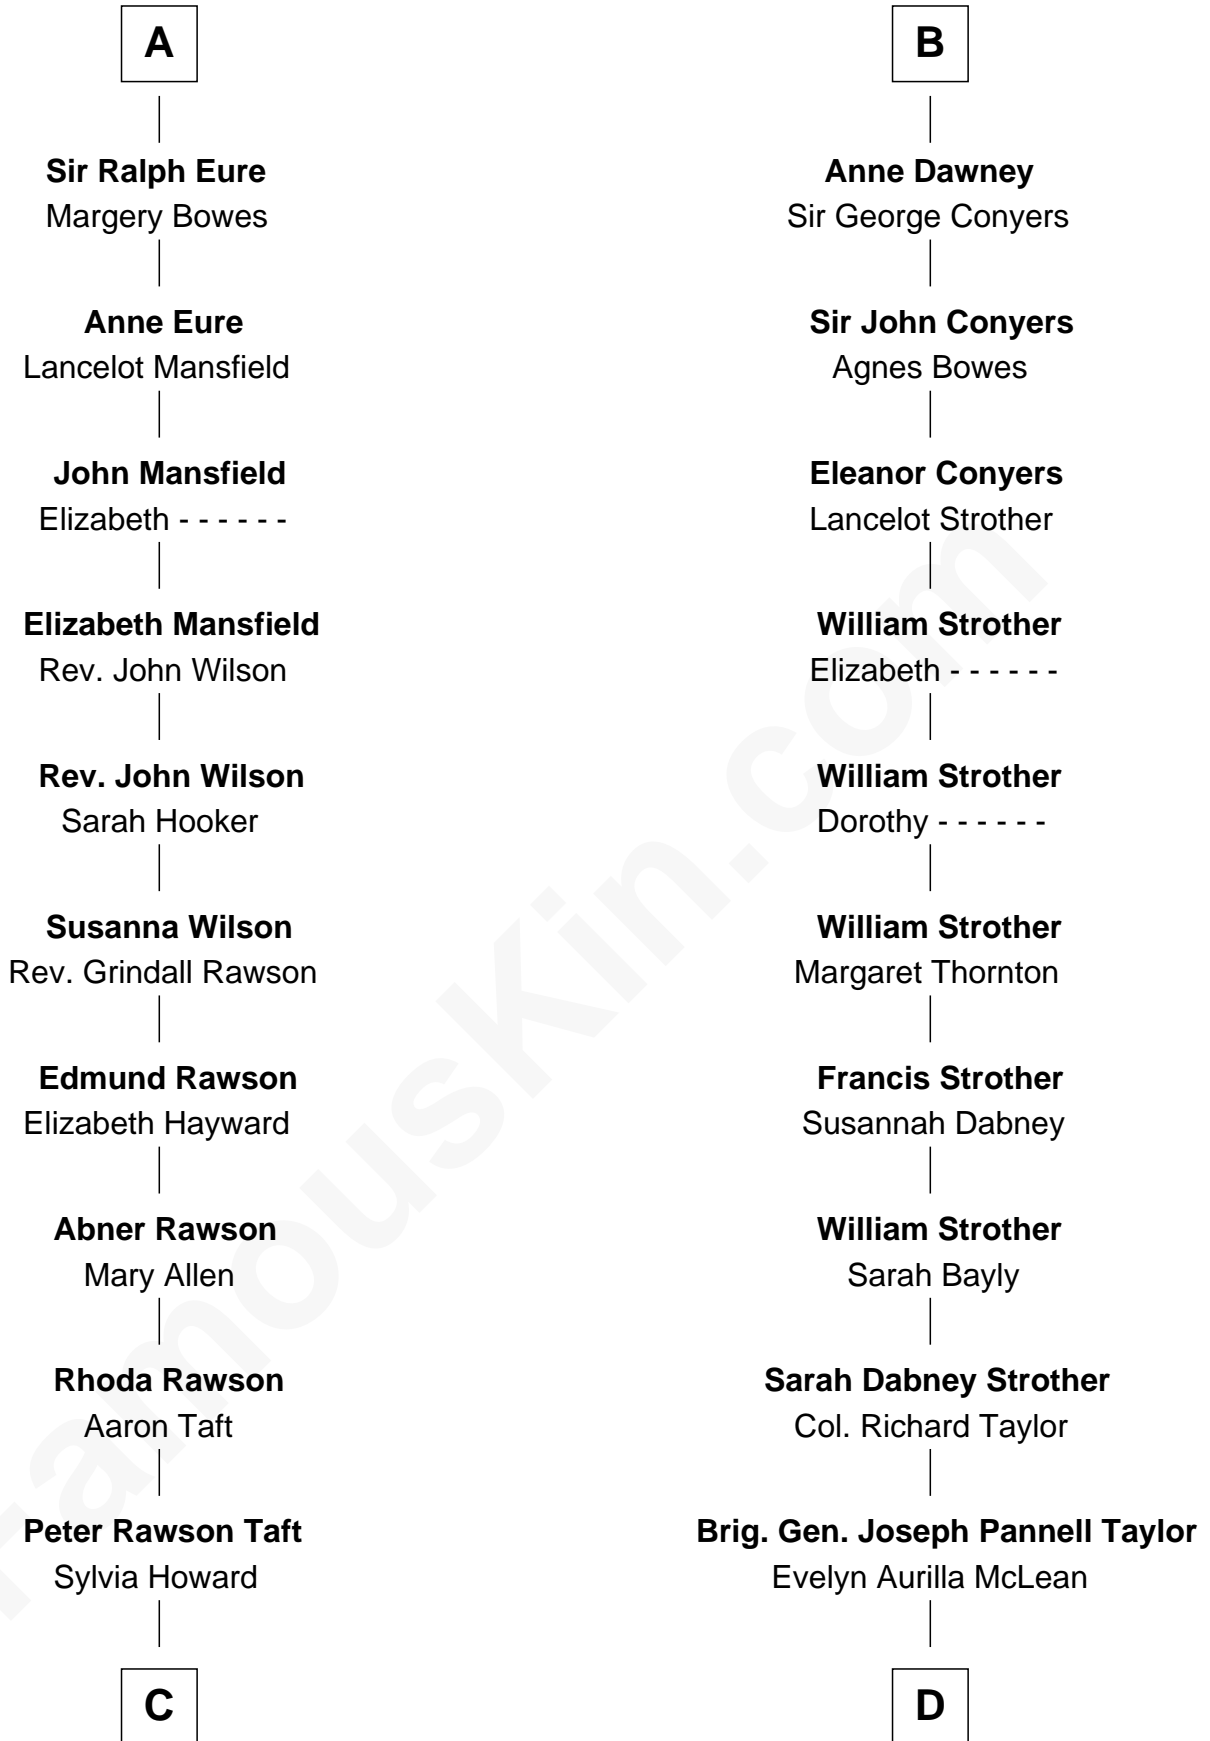 A
Sir Ralph Eure
Margery Bowes
Anne Eure
Lancelot Mansfield
John Mansfield
Elizabeth - - - - - -
Elizabeth Mansfield
Rev. John Wilson
Rev. John Wilson
Sarah Hooker
Susanna Wilson
Rev. Grindall Rawson
Edmund Rawson
Elizabeth Hayward
Abner Rawson
Mary Allen
Rhoda Rawson
Aaron Taft
Peter Rawson Taft
Sylvia Howard
C
B
Anne Dawney
Sir George Conyers
Sir John Conyers
Agnes Bowes
Eleanor Conyers
Lancelot Strother
William Strother
Elizabeth - - - - - -
William Strother
Dorothy - - - - - -
William Strother
Margaret Thornton
Francis Strother
Susannah Dabney
William Strother
Sarah Bayly
Sarah Dabney Strother
Col. Richard Taylor
Brig. Gen. Joseph Pannell Taylor
Evelyn Aurilla McLean
D
FamousKin.com